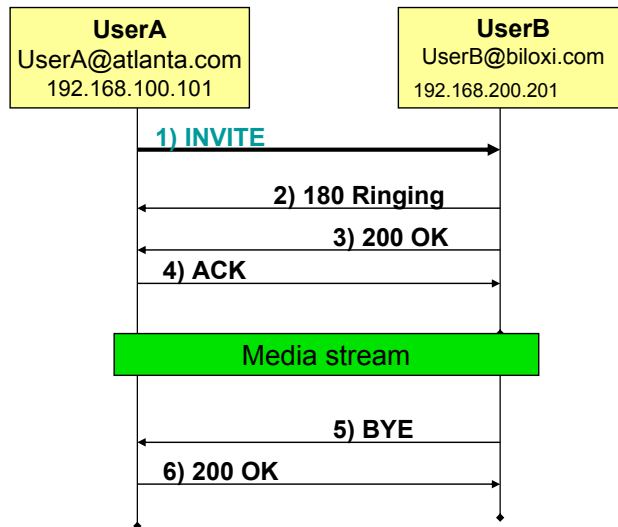 UserA
UserA@atlanta.com
192.168.100.101
UserB
UserB@biloxi.com
192.168.200.201
1) INVITE
2) 180 Ringing
3) 200 OK
4) ACK
Media stream
5) BYE
6) 200 OK